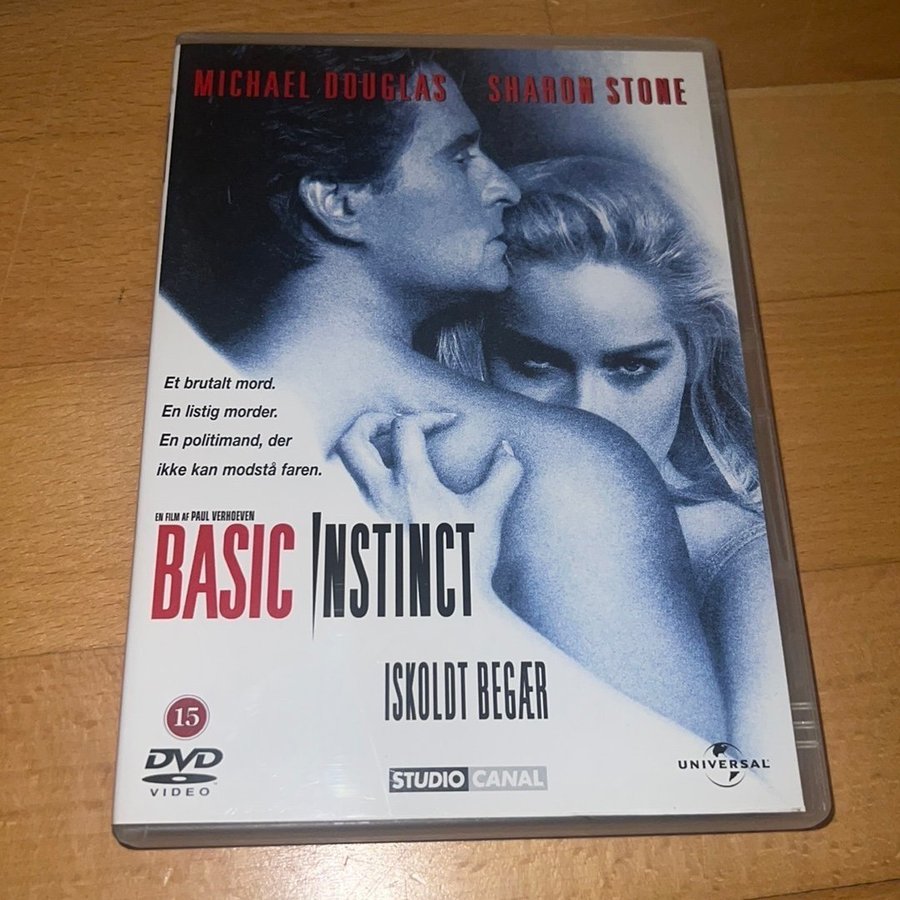 MICHAEL DOUGLAS SHARON STONE
Et brutalt mord.
En listig morder.
En politimand, der
ikke kan modstå faren.
EN FILM AF PAUL VERHOEVEN
BASIC INSTINCT
ISKOLDT BEGÆR
15
DVD
VIDEO
STUDIO CANAL
UNIVERSAL